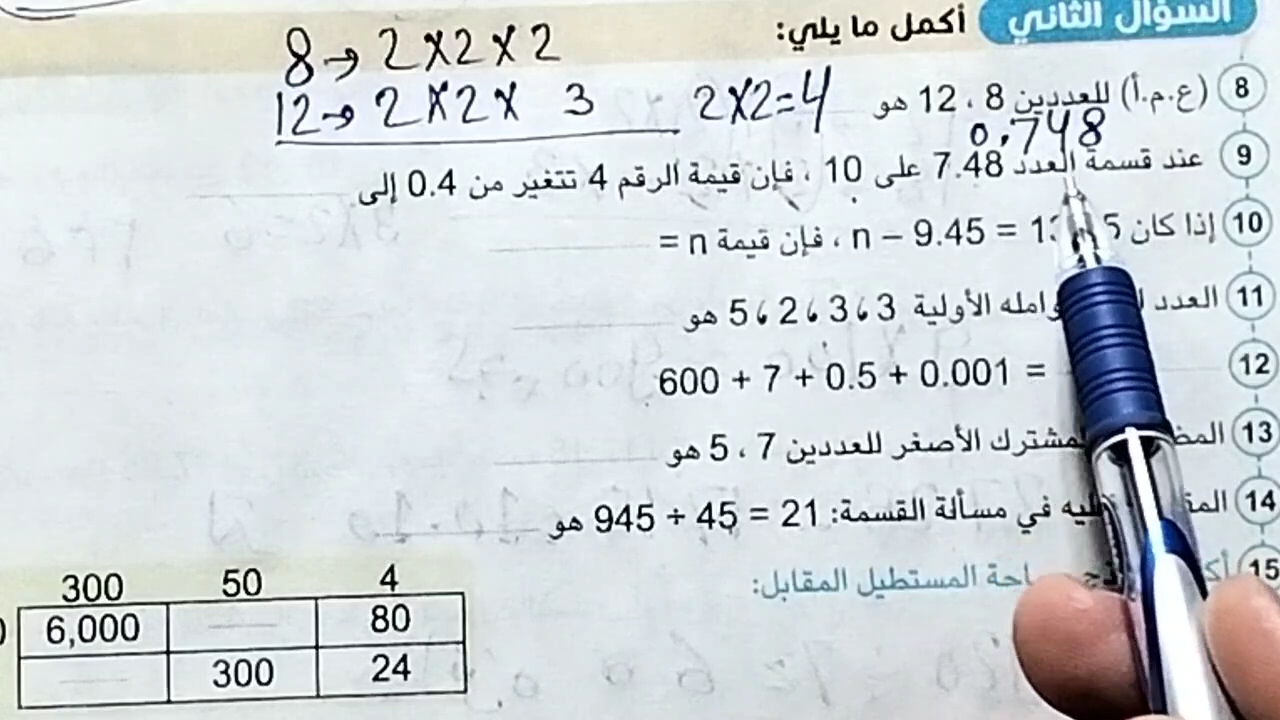 السؤال الثاني أكمل ما يلي:
8 → 2 × 2 × 2
12 → 2 × 2 × 3
8 (ع.م.أ) للعددين 8 ، 12 هو 2×2=4
0.748
9 عند قسمة العدد 7.48 على 10 ، فإن قيمة الرقم 4 تتغير من 0.4 إلى
10 إذا كان n – 9.45 = 1 5 ، فإن قيمة n =
11 العدد 3 ، 3 ، 2 ، 5 الأولية هو
12 600 + 7 + 0.5 + 0.001 =
13 المشترك الأصغر للعددين 7 ، 5 هو
14 في مسألة القسمة: 945 ÷ 45 = 21 هو
15 المستطيل المقابل:
300 50 4
6,000 80
300 24